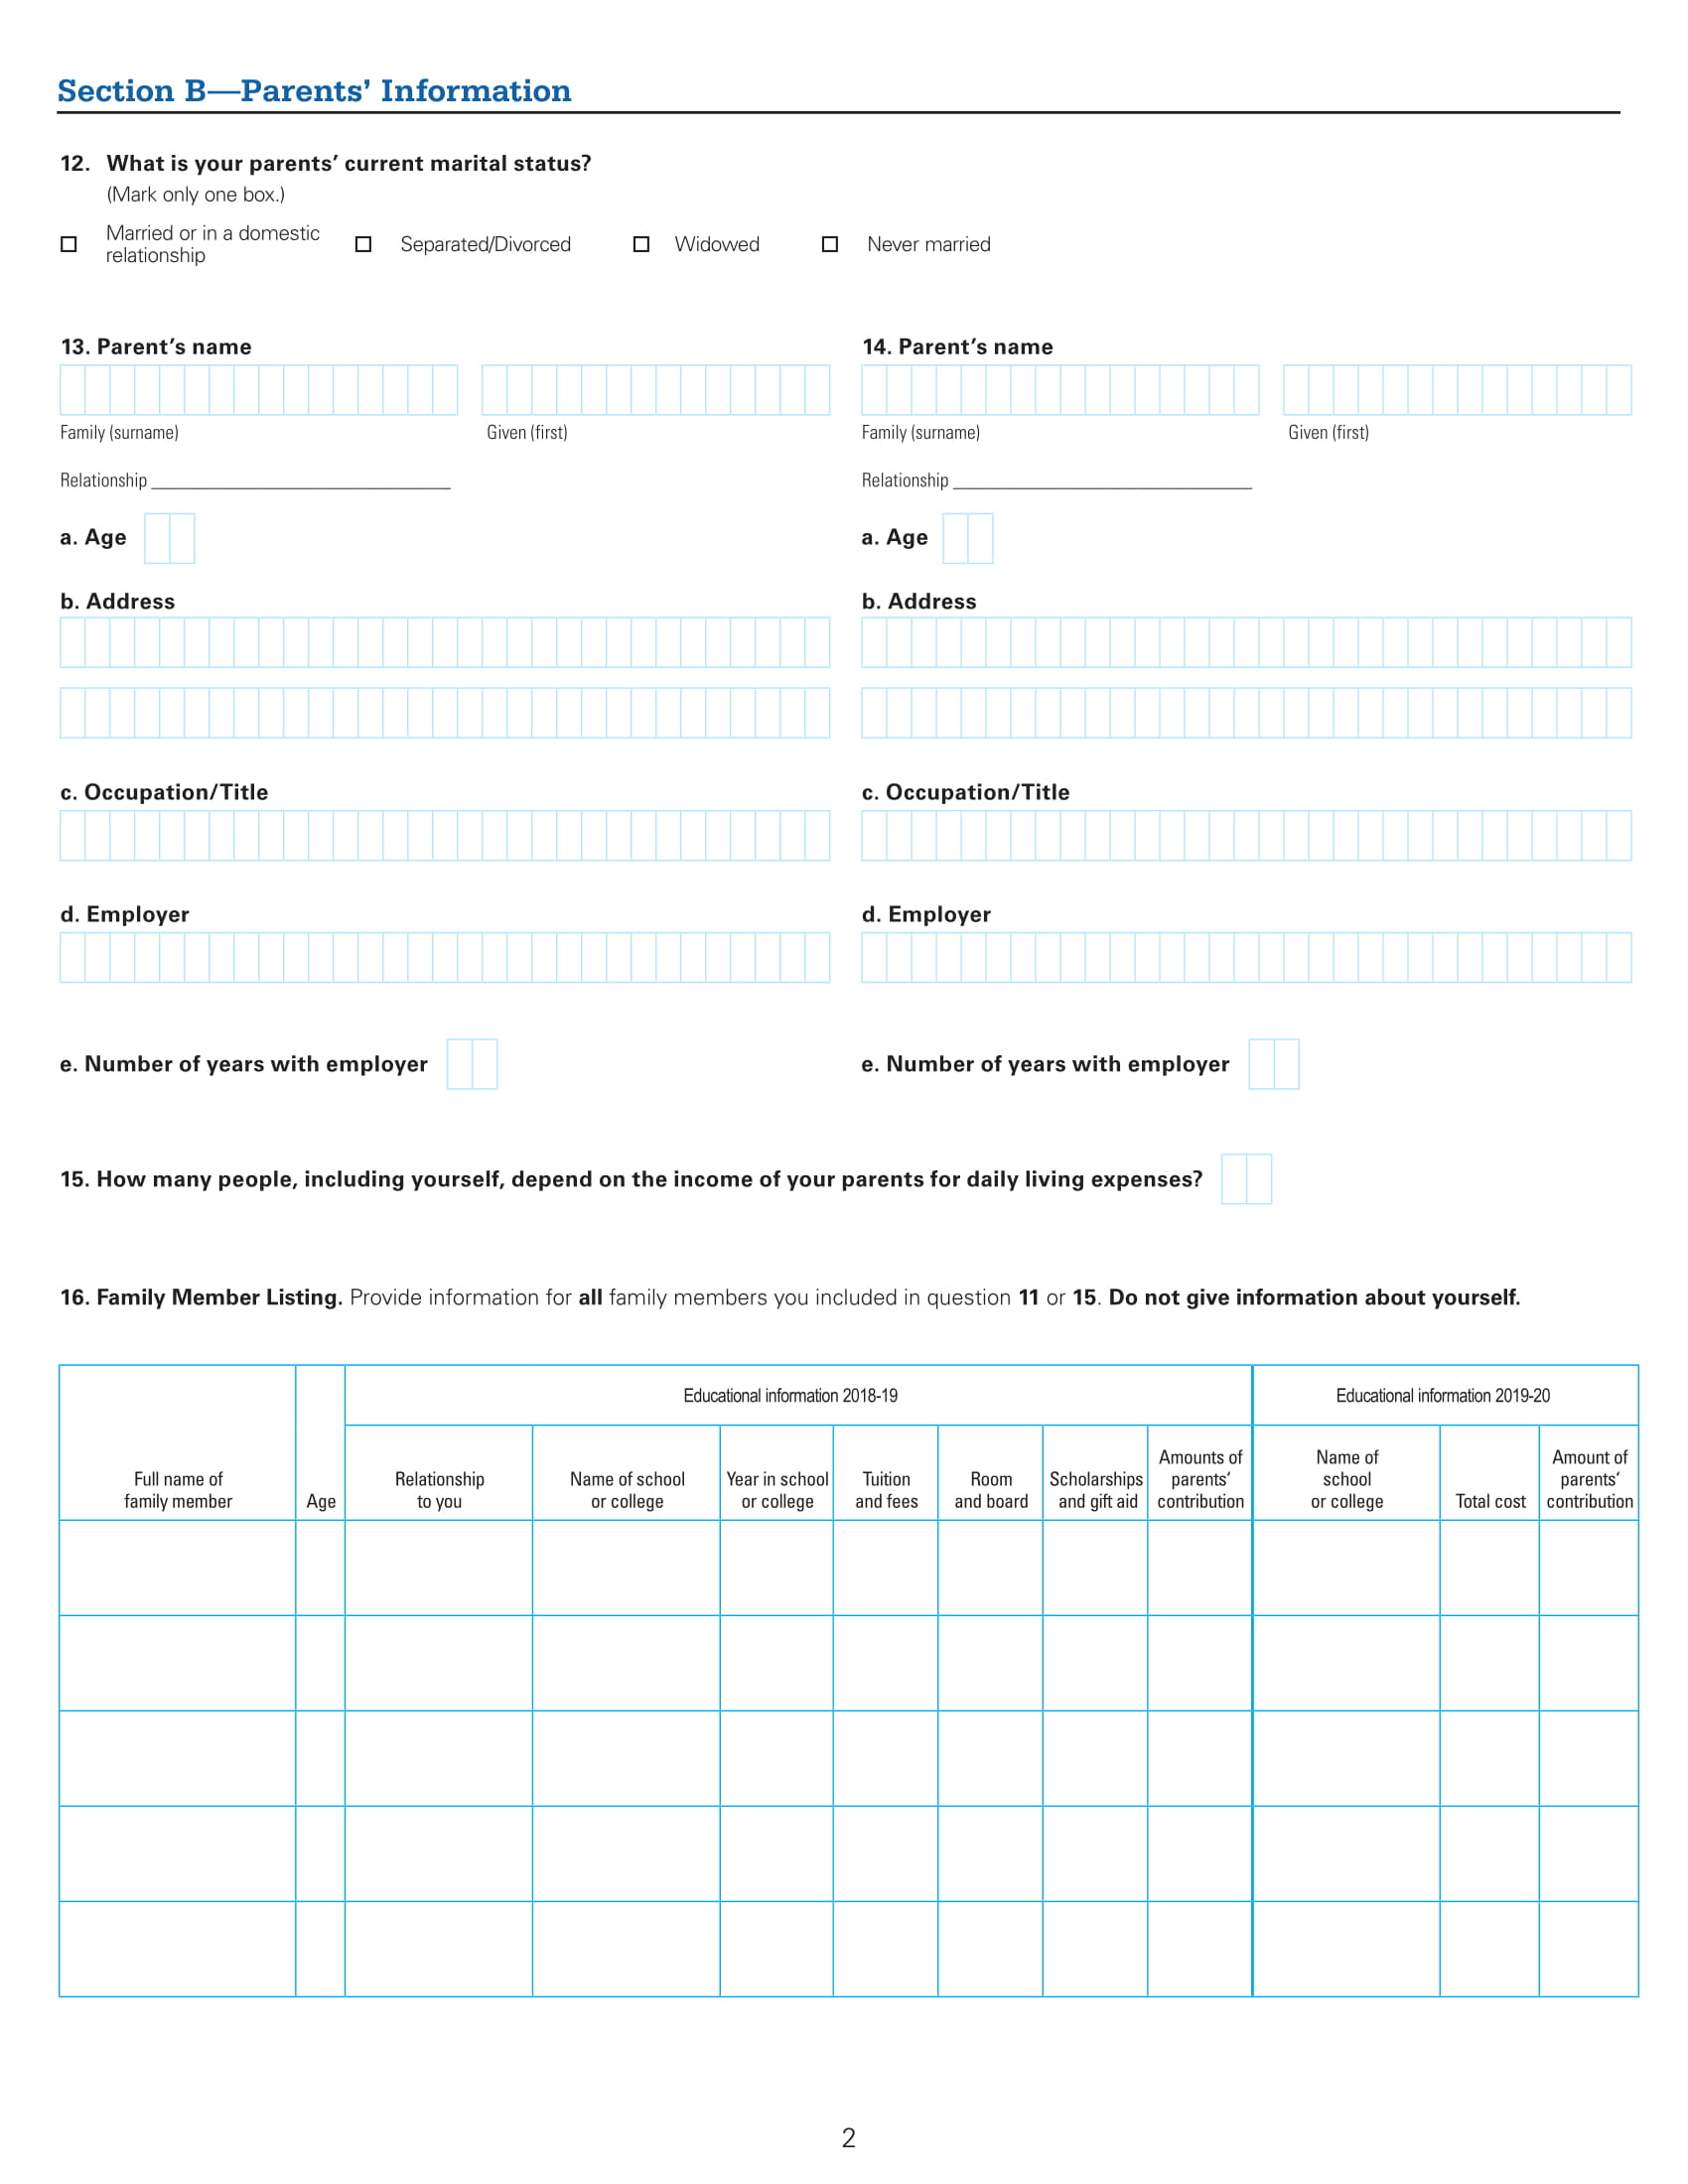 Section B—Parents’ Information
12. What is your parents’ current marital status?
(Mark only one box.)
Married or in a domestic
relationship
Separated/Divorced
Widowed
Never married
13. Parent’s name
Family (surname)
Given (first)
Relationship
a. Age
b. Address
c. Occupation/Title
d. Employer
e. Number of years with employer
14. Parent’s name
Family (surname)
Given (first)
Relationship
a. Age
b. Address
c. Occupation/Title
d. Employer
e. Number of years with employer
15. How many people, including yourself, depend on the income of your parents for daily living expenses?
16. Family Member Listing. Provide information for all family members you included in question 11 or 15. Do not give information about yourself.
Educational information 2018-19
Educational information 2019-20
Full name of
family member
Age
Relationship
to you
Name of school
or college
Year in school
or college
Tuition
and fees
Room
and board
Scholarships
and gift aid
Amounts of
parents‘
contribution
Name of
school
or college
Total cost
Amount of
parents‘
contribution
2